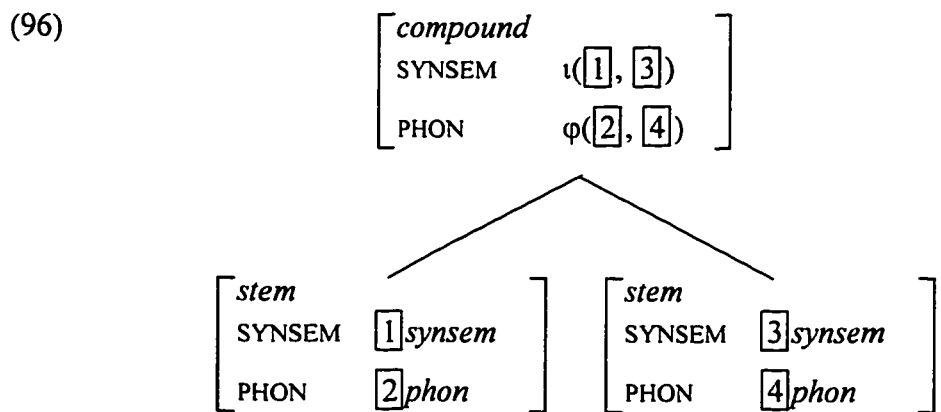 (96)
compound
SYNSEM ι(1, 3)
PHON φ(2, 4)
stem
SYNSEM 1 synsem
PHON 2 phon
stem
SYNSEM 3 synsem
PHON 4 phon